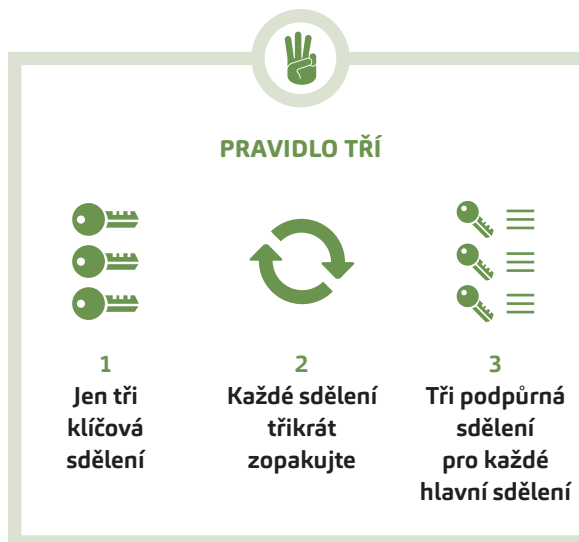 PRAVIDLO TŘÍ
1
Jen tři
klíčová
sdělení
2
Každé sdělení
třikrát
zopakujte
3
Tři podpůrná
sdělení
pro každé
hlavní sdělení